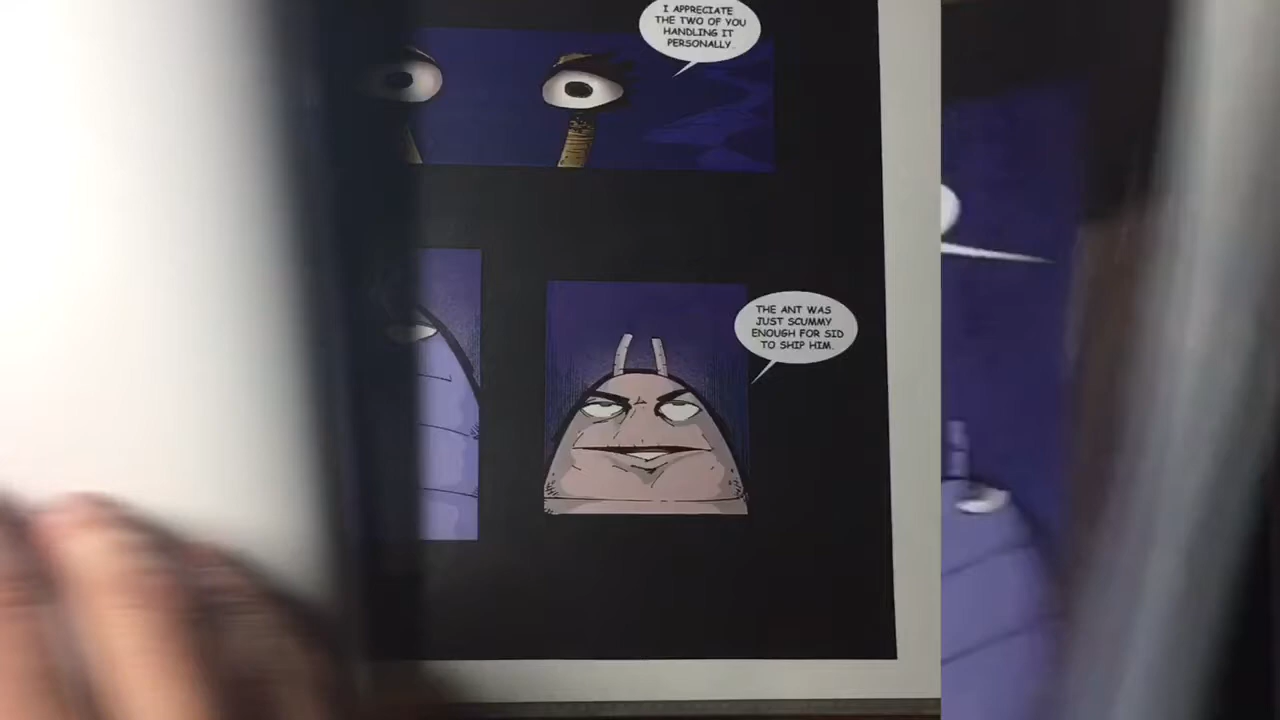 I APPRECIATE
THE TWO OF YOU
HANDLING IT
PERSONALLY.
THE ANT WAS
JUST SCUMMY
ENOUGH FOR SID
TO SHIP HIM.